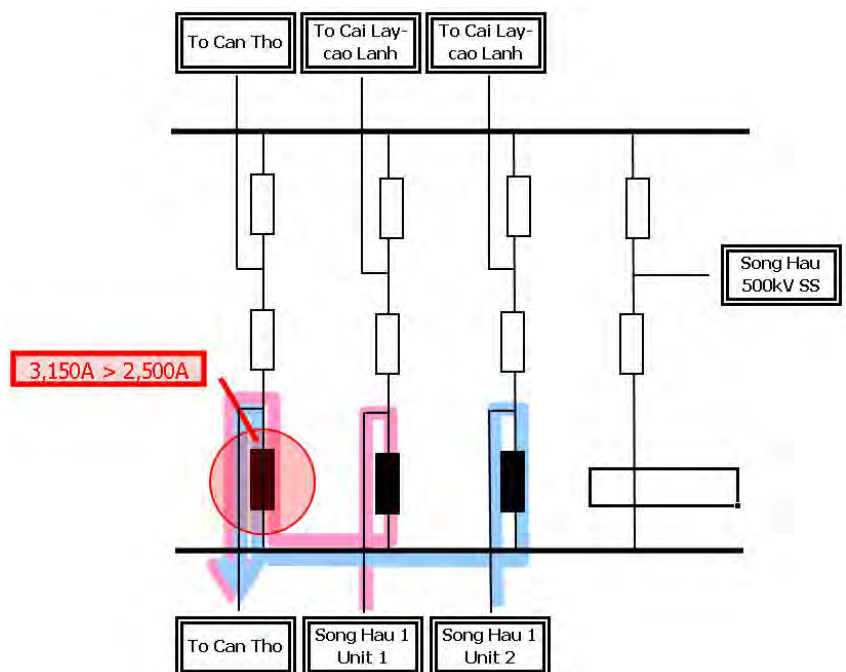 To Can Tho
To Cai Lay-
cao Lanh
To Cai Lay-
cao Lanh
Song Hau
500kV SS
3,150A > 2,500A
To Can Tho
Song Hau 1
Unit 1
Song Hau 1
Unit 2